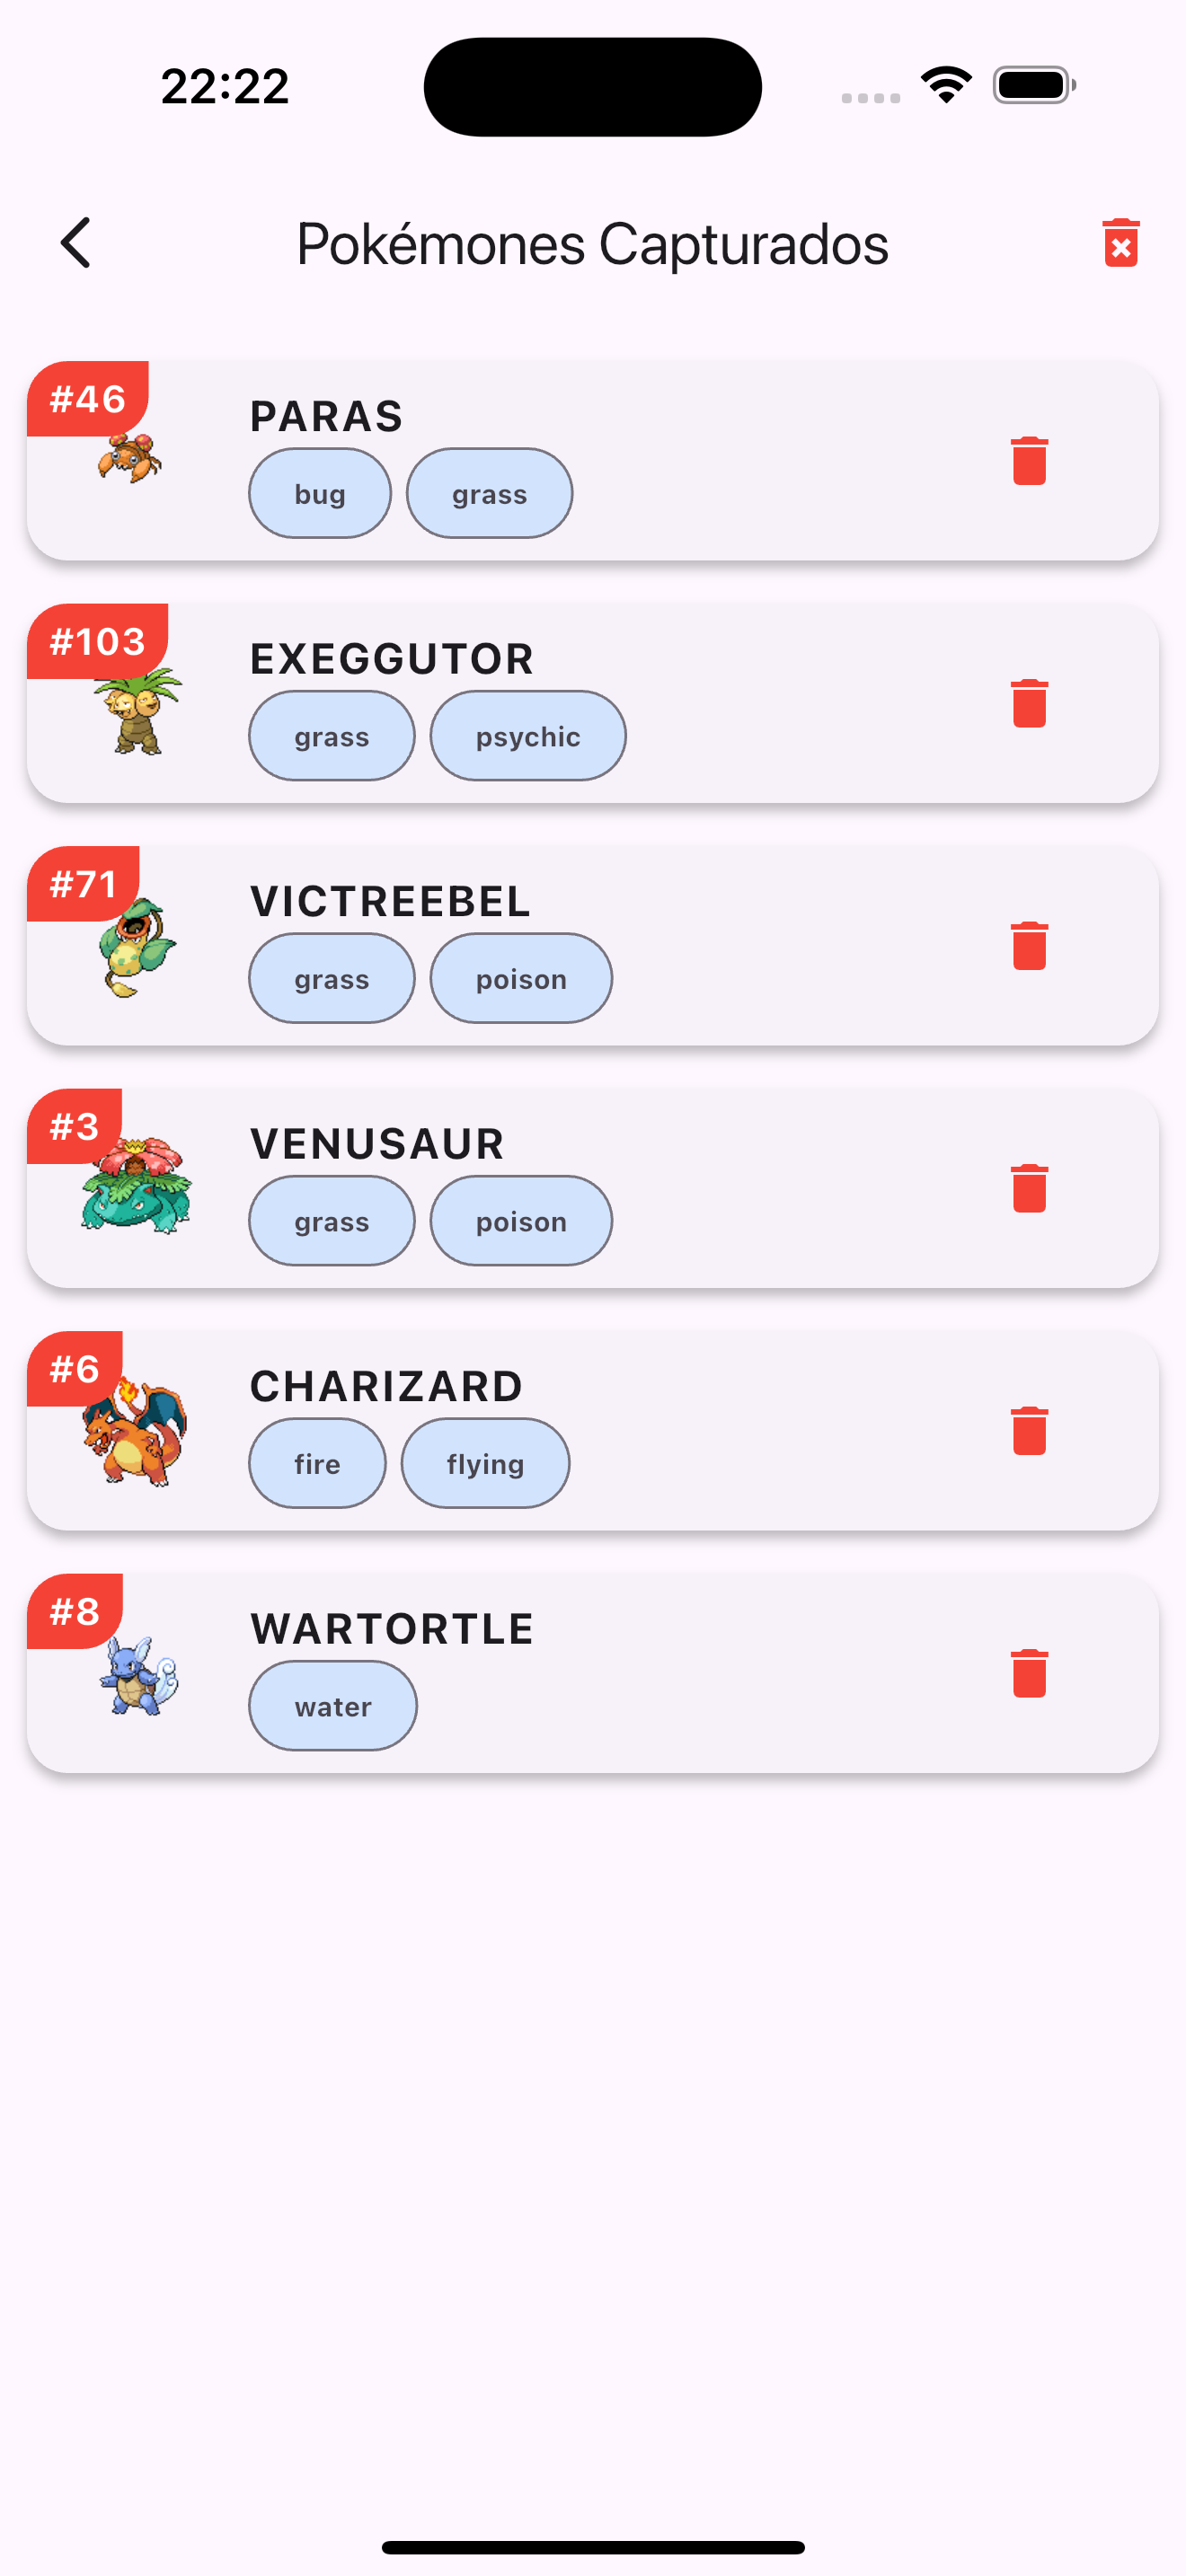 22:22
Pokémones Capturados
#46
PARAS
bug grass
#103
EXEGGUTOR
grass psychic
#71
VICTREEBEL
grass poison
#3
VENUSAUR
grass poison
#6
CHARIZARD
fire flying
#8
WARTORTLE
water